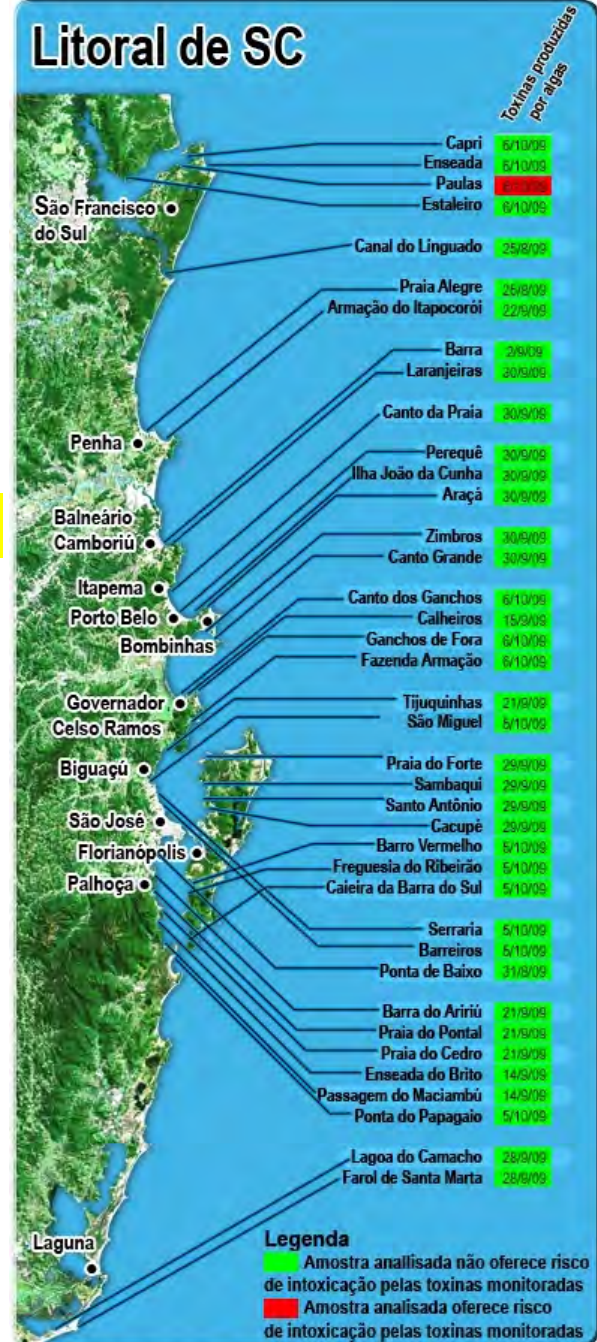 Litoral de SC
Toxinas produzidas
por algas
Capri 6/10/09
Enseada 6/10/09
Paulas
Estaleiro 6/10/09
São Francisco
do Sul
Canal do Linguado 25/8/09
Praia Alegre 26/8/09
Armação do Itapocorói 22/9/09
Barra 2/9/09
Laranjeiras 30/9/09
Canto da Praia 30/9/09
Penha
Perequê 30/9/09
Ilha João da Cunha 30/9/09
Araçá 30/9/09
Balneário
Camboriú
Zimbros 30/9/09
Canto Grande 30/9/09
Itapema
Porto Belo
Bombinhas
Canto dos Ganchos 6/10/09
Calheiros 15/9/09
Ganchos de Fora 6/10/09
Fazenda Armação 6/10/09
Governador
Celso Ramos
Tijuquinhas 21/9/09
São Miguel 5/10/09
Biguaçú
Praia do Forte 29/9/09
Sambaqui 29/9/09
Santo Antônio 29/9/09
Cacupé 29/9/09
São José
Florianópolis
Palhoça
Barro Vermelho 5/10/09
Freguesia do Ribeirão 5/10/09
Caieira da Barra do Sul 5/10/09
Serraria 5/10/09
Barreiros 5/10/09
Ponta de Baixo 31/8/09
Barra do Aririú 21/9/09
Praia do Pontal 21/9/09
Praia do Cedro 21/9/09
Enseada do Brito 14/9/09
Passagem do Maciambú 14/9/09
Ponta do Papagaio 5/10/09
Lagoa do Camacho 28/9/09
Farol de Santa Marta 28/9/09
Laguna
Legenda
Amostra anallisada não oferece risco
de intoxicação pelas toxinas monitoradas
Amostra analisada oferece risco
de intoxicação pelas toxinas monitoradas